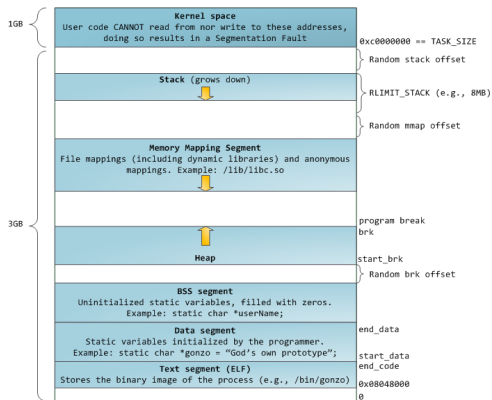 Kernel space
1GB
User code CANNOT read from nor write to these addresses,
doing so results in a Segmentation Fault
0xc0000000 == TASK_SIZE
Random stack offset
Stack (grows down)
RLIMIT_STACK (e.g., 8MB)
Random mmap offset
Memory Mapping Segment
File mappings (including dynamic libraries) and anonymous
mappings. Example: /lib/libc.so
3GB
program break
brk
Heap
start_brk
Random brk offset
BSS segment
Uninitialized static variables, filled with zeros.
Example: static char *userName;
Data segment
end_data
Static variables initialized by the programmer.
Example: static char *gonzo = “God’s own prototype”;
start_data
end_code
Text segment (ELF)
Stores the binary image of the process (e.g., /bin/gonzo)
0x08048000
0